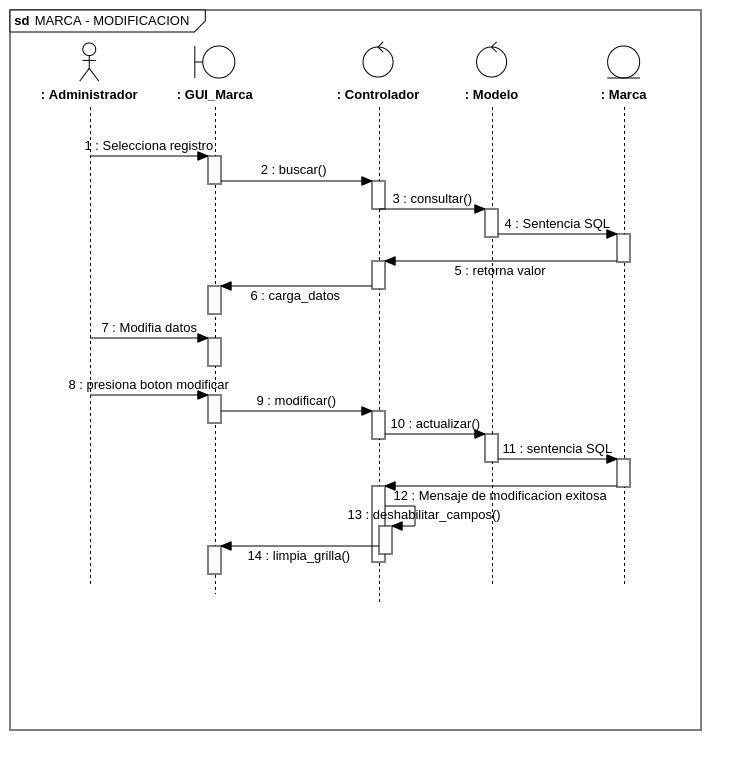 sd MARCA - MODIFICACION
: Administrador
: GUI_Marca
: Controlador
: Modelo
: Marca
1 : Selecciona registro
2 : buscar()
3 : consultar()
4 : Sentencia SQL
5 : retorna valor
6 : carga_datos
7 : Modifia datos
8 : presiona boton modificar
9 : modificar()
10 : actualizar()
11 : sentencia SQL
12 : Mensaje de modificacion exitosa
13 : deshabilitar_campos()
14 : limpia_grilla()